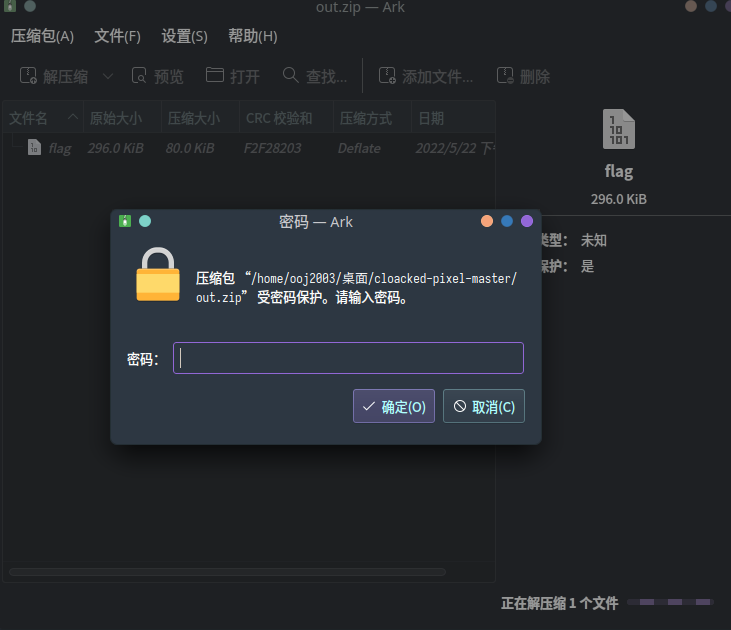 out.zip — Ark
压缩包(A) 文件(F) 设置(S) 帮助(H)
解压缩 预览 打开 查找... 添加文件... 删除
文件名 原始大小 压缩大小 CRC 校验和 压缩方式 日期
flag 296.0 KiB 80.0 KiB F2F28203 Deflate 2022/5/22 下午
flag
296.0 KiB
类型： 未知
保护： 是
密码 — Ark
压缩包“/home/ooj2003/桌面/cloacked-pixel-master/
out.zip” 受密码保护。请输入密码。
密码：
确定(O) 取消(C)
正在解压缩 1 个文件